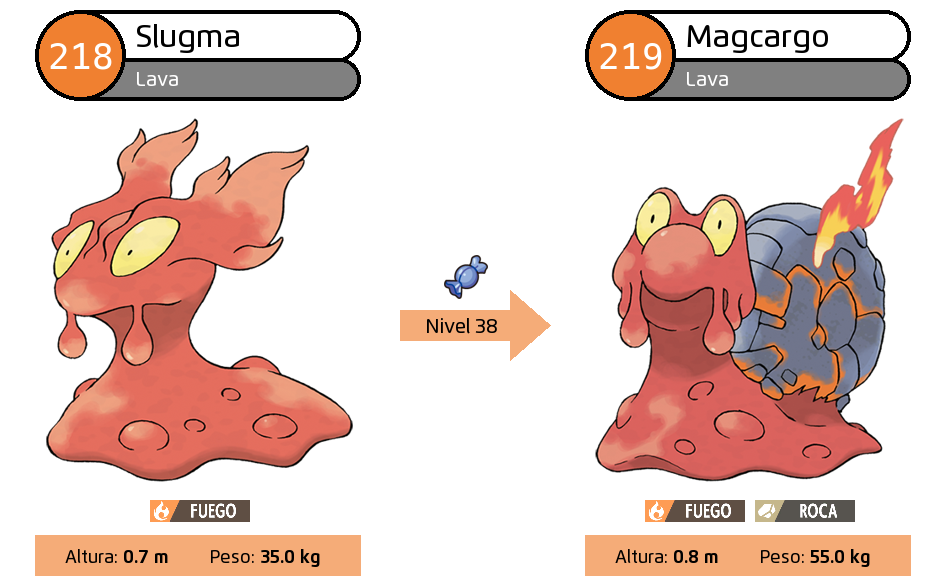 218
Slugma
Lava
219
Magcargo
Lava
Nivel 38
FUEGO
FUEGO
ROCA
Altura: 0.7 m
Peso: 35.0 kg
Altura: 0.8 m
Peso: 55.0 kg